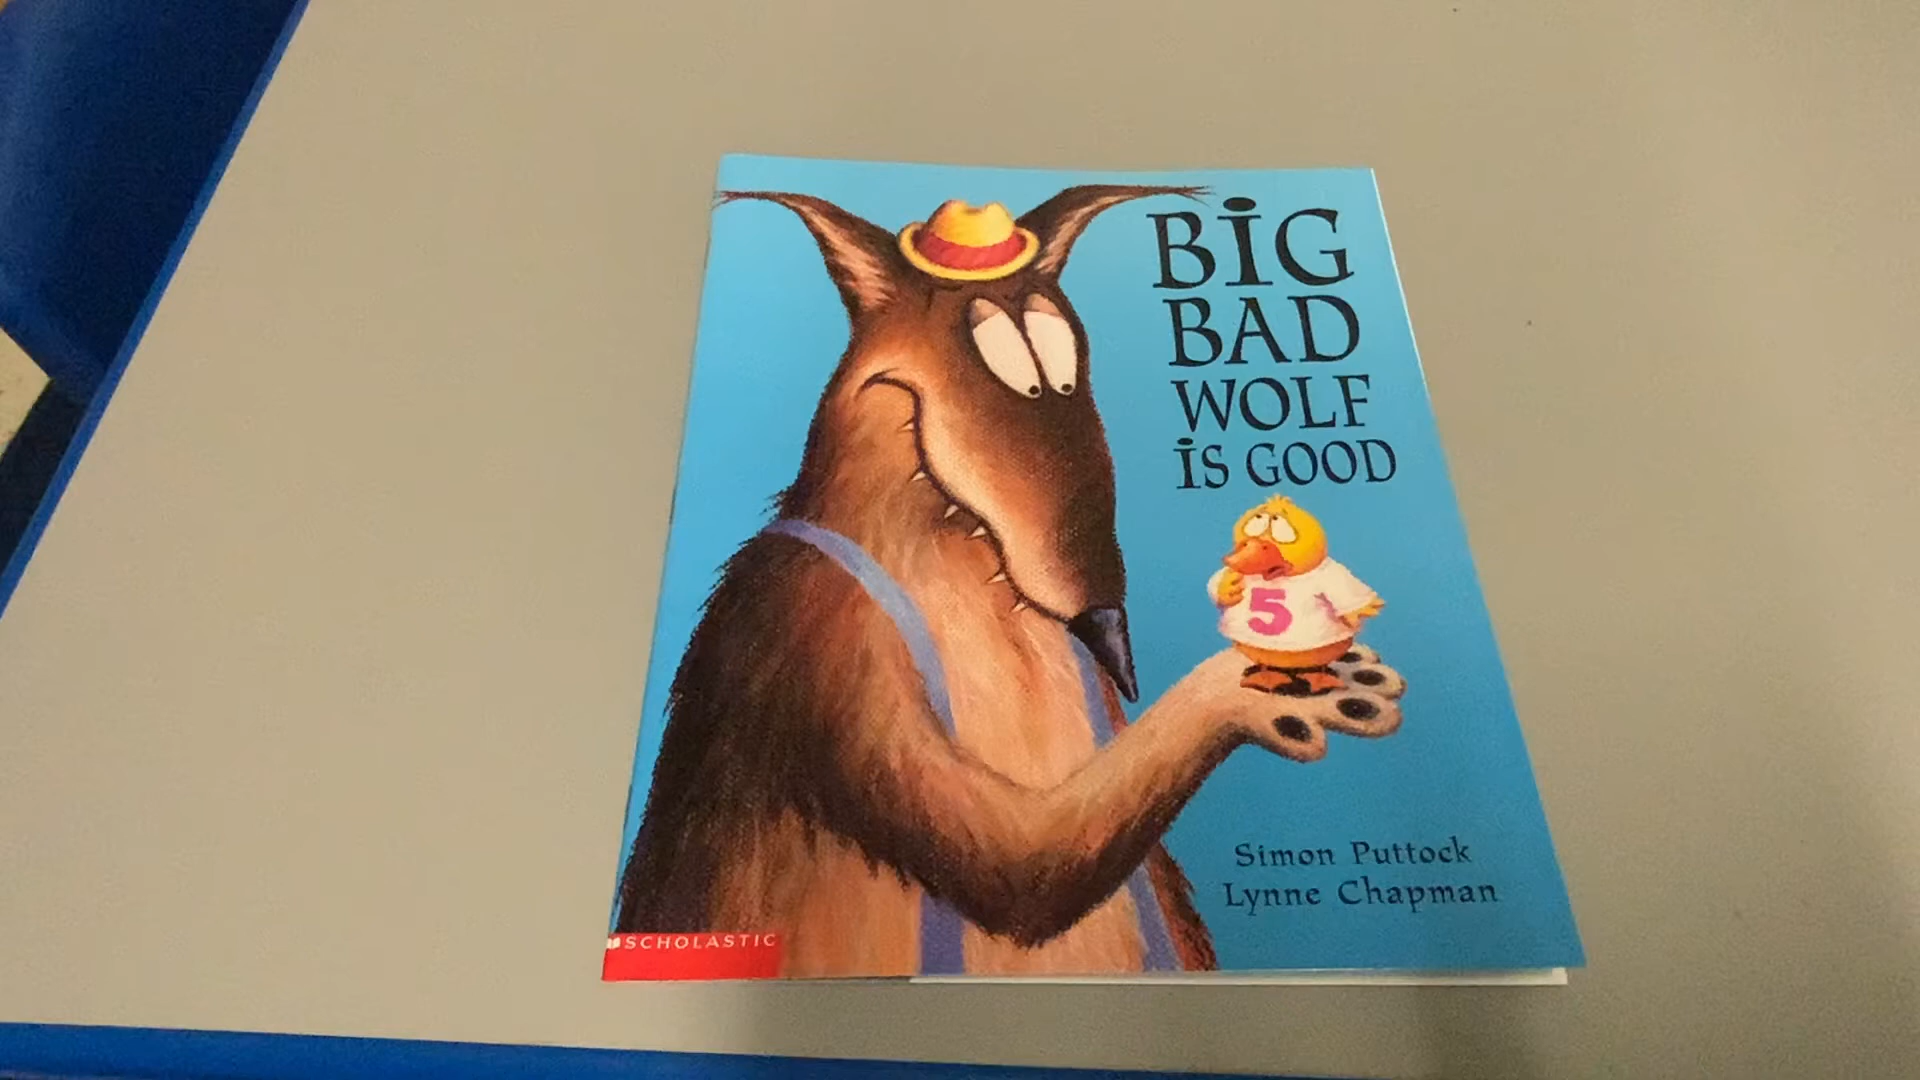 BiG
BAD
WOLF
iS GOOD
5
Simon Puttock
Lynne Chapman
SCHOLASTIC